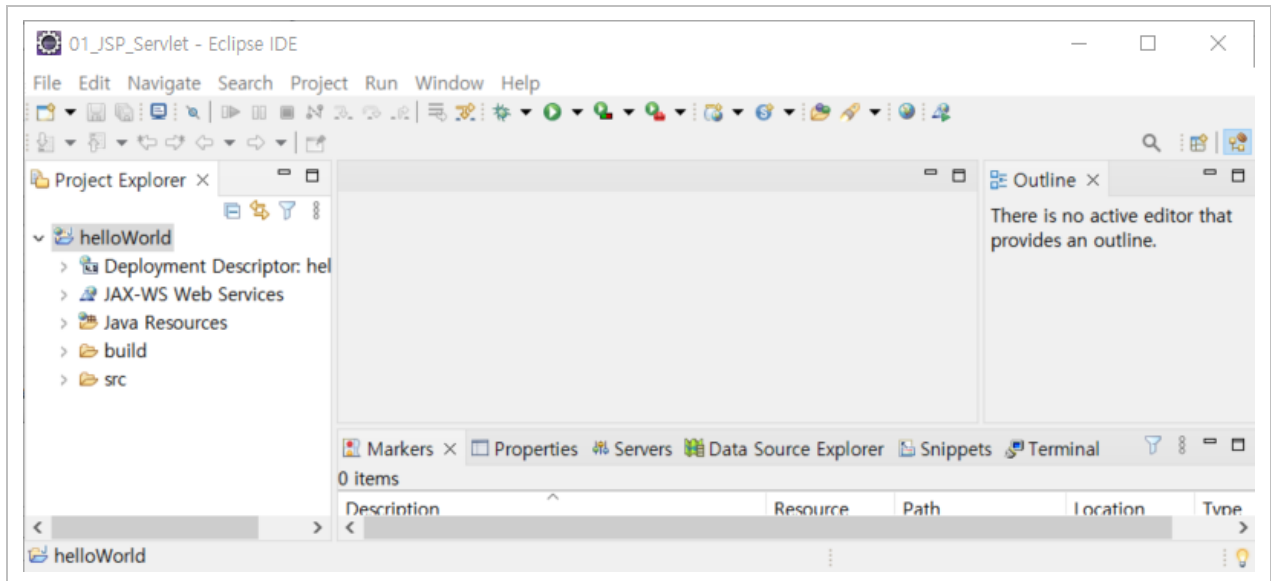 01_JSP_Servlet - Eclipse IDE
File Edit Navigate Search Project Run Window Help
Project Explorer
helloWorld
Deployment Descriptor: hel
JAX-WS Web Services
Java Resources
build
src
Outline
There is no active editor that
provides an outline.
Markers Properties Servers Data Source Explorer Snippets Terminal
0 items
Description Resource Path Location Type
helloWorld